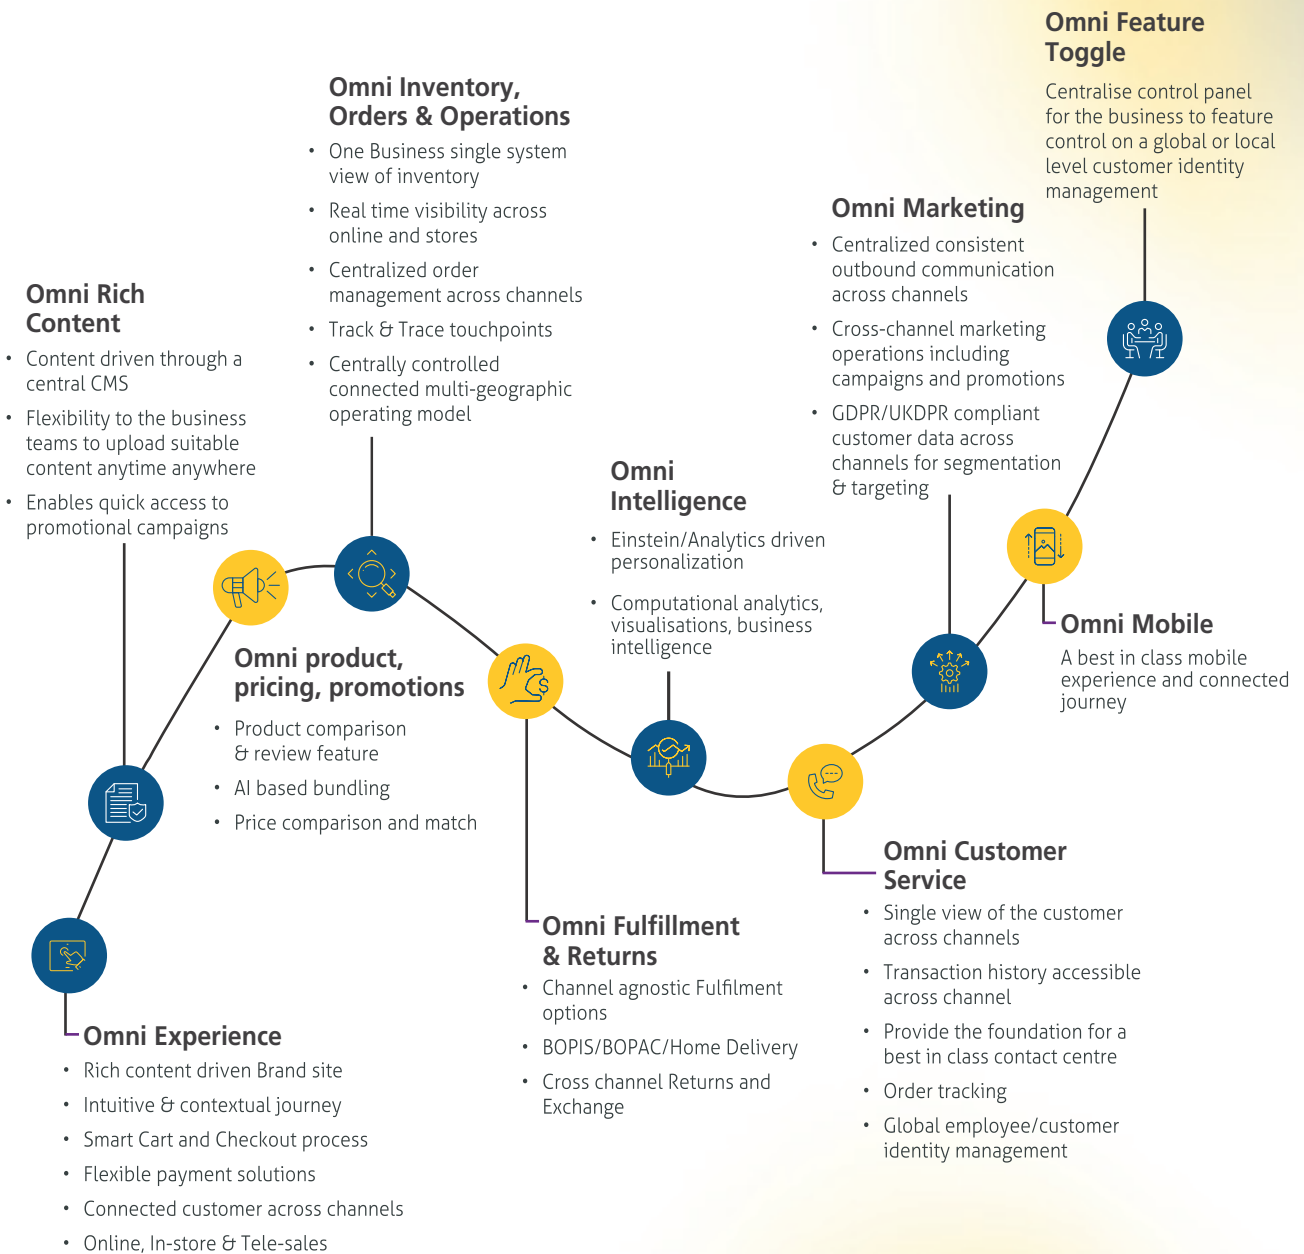 Omni Feature
Toggle
Centralise control panel
for the business to feature
control on a global or local
level customer identity
management
Omni Inventory,
Orders & Operations
• One Business single system
view of inventory
• Real time visibility across
online and stores
• Centralized order
management across channels
• Track & Trace touchpoints
• Centrally controlled
connected multi-geographic
operating model
Omni Marketing
• Centralized consistent
outbound communication
across channels
• Cross-channel marketing
operations including
campaigns and promotions
• GDPR/UKDPR compliant
customer data across
channels for segmentation
& targeting
Omni Rich
Content
• Content driven through a
central CMS
• Flexibility to the business
teams to upload suitable
content anytime anywhere
• Enables quick access to
promotional campaigns
Omni
Intelligence
• Einstein/Analytics driven
personalization
• Computational analytics,
visualisations, business
intelligence
Omni Mobile
A best in class mobile
experience and connected
journey
Omni product,
pricing, promotions
• Product comparison
& review feature
• AI based bundling
• Price comparison and match
$
Omni Customer
Service
• Single view of the customer
across channels
• Transaction history accessible
across channel
• Provide the foundation for a
best in class contact centre
• Order tracking
• Global employee/customer
identity management
Omni Fulfillment
& Returns
• Channel agnostic Fulfilment
options
• BOPIS/BOPAC/Home Delivery
• Cross channel Returns and
Exchange
Omni Experience
• Rich content driven Brand site
• Intuitive & contextual journey
• Smart Cart and Checkout process
• Flexible payment solutions
• Connected customer across channels
• Online, In-store & Tele-sales